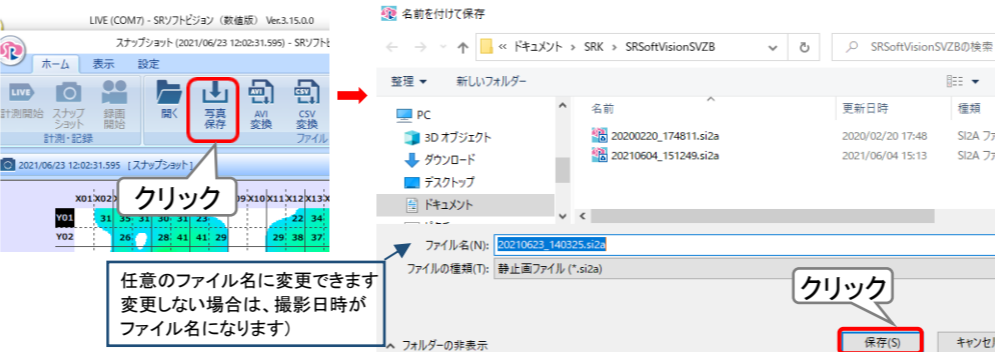 LIVE (COM7) - SRソフトビジョン（数値版） Ver.3.15.0.0
スナップショット (2021/06/23 12:02:31.595) - SRソフト
ホーム 表示 設定
LIVE AVI CSV
計測開始 スナップショット 録画開始 開く 写真保存 AVI変換 CSV変換
計測・記録 ファイル
2021/06/23 12:02:31.595 [スナップショット]
クリック
X01 X02 X10 X11 X12 X13
Y01 31 35 31 30 31 23 22 34
Y02 26 28 41 41 29 29 38 37
任意のファイル名に変更できます
変更しない場合は、撮影日時が
ファイル名になります）
名前を付けて保存
« ドキュメント > SRK > SRSoftVisionSVZB
SRSoftVisionSVZBの検索
整理 新しいフォルダー
PC
3D オブジェクト
ダウンロード
デスクトップ
ドキュメント
名前 更新日時 種類
20200220_174811.si2a 2020/02/20 17:48 SI2A
20210604_151249.si2a 2021/06/04 15:13 SI2A
ファイル名(N): 20210623_140325.si2a
ファイルの種類(T): 静止画ファイル (*.si2a)
クリック
フォルダーの非表示
保存(S) キャンセル